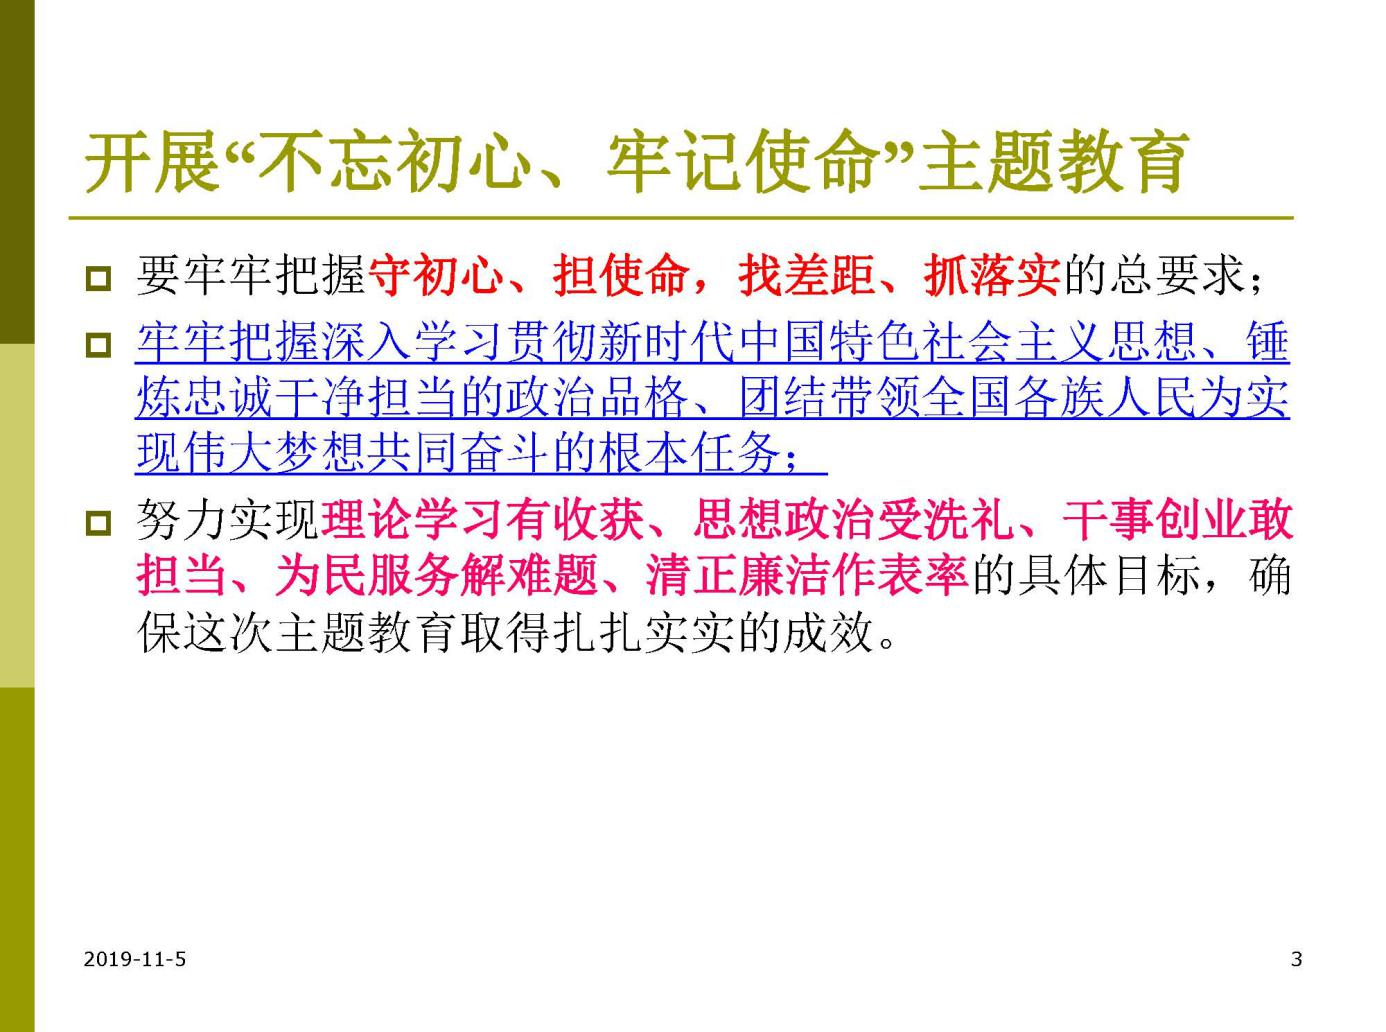 开展“不忘初心、牢记使命”主题教育
要牢牢把握守初心、担使命，找差距、抓落实的总要求；
牢牢把握深入学习贯彻新时代中国特色社会主义思想、锤
炼忠诚干净担当的政治品格、团结带领全国各族人民为实
现伟大梦想共同奋斗的根本任务；
努力实现理论学习有收获、思想政治受洗礼、干事创业敢
担当、为民服务解难题、清正廉洁作表率的具体目标，确
保这次主题教育取得扎扎实实的成效。
2019-11-5
3